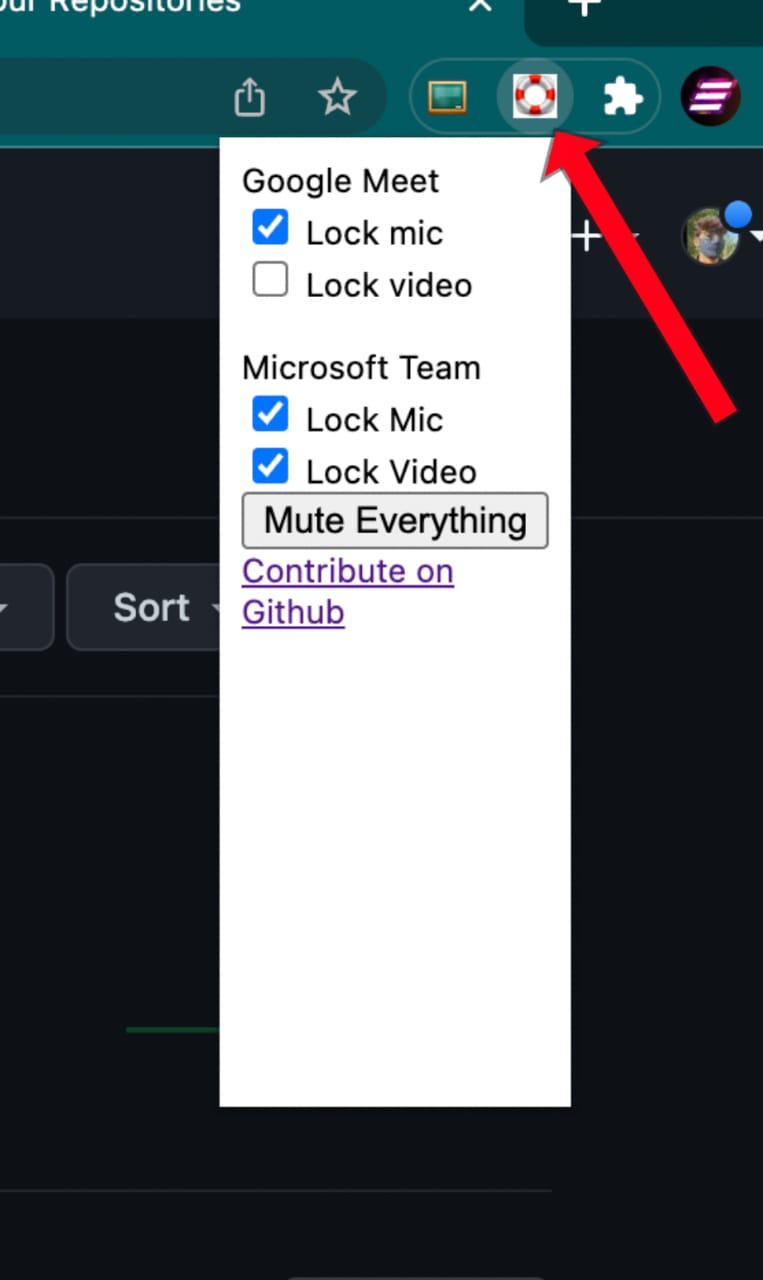 Repositories
Google Meet
Lock mic
Lock video
Microsoft Team
Lock Mic
Lock Video
Mute Everything
Contribute on
Github
Sort